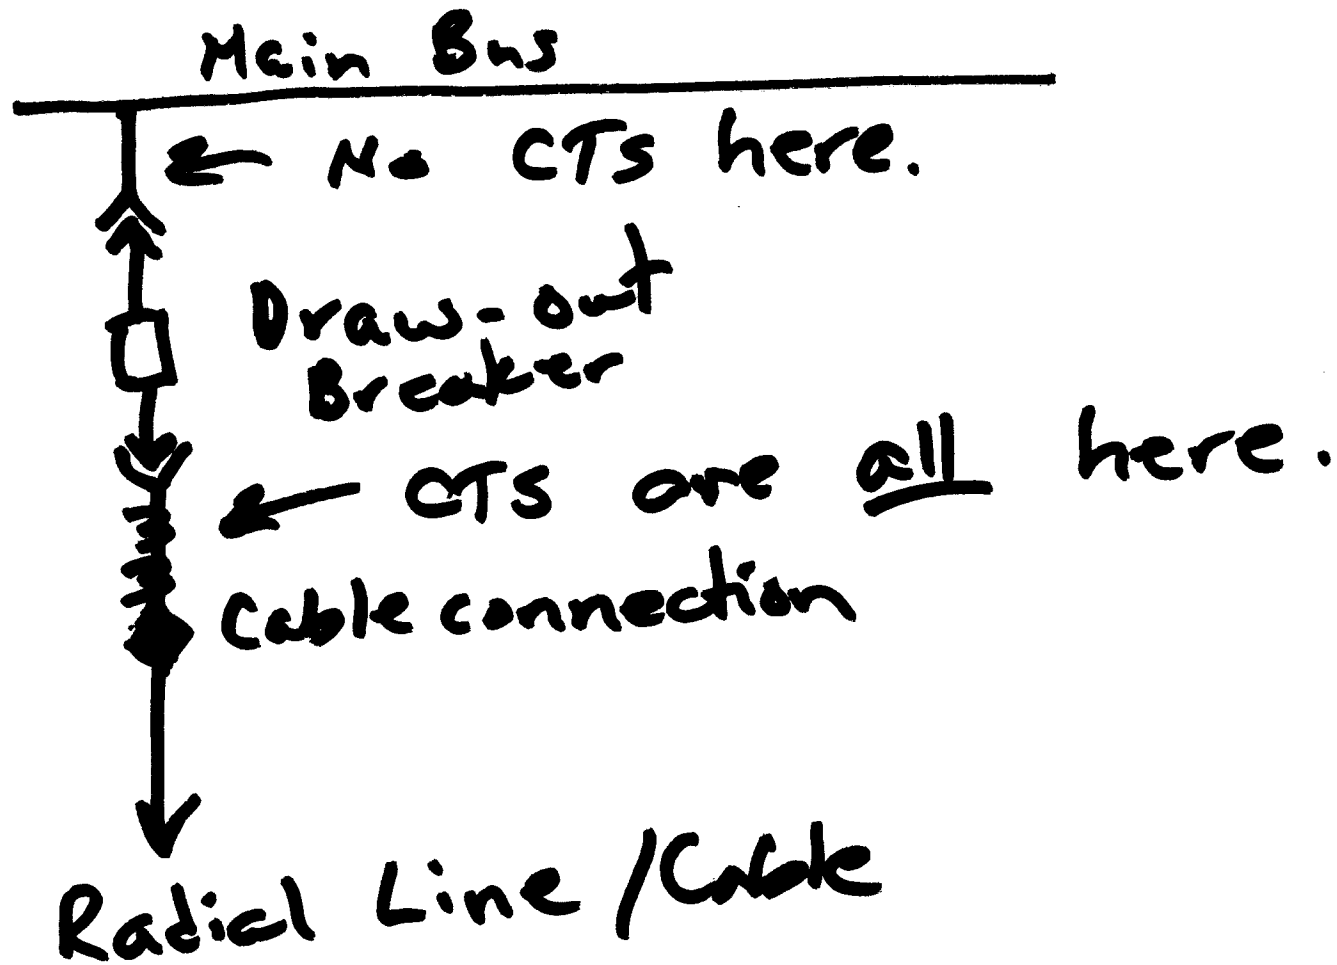 Main Bus
No CTs here.
Draw-out
Breaker
CTs are all here.
Cable connection
Radial Line/Cable